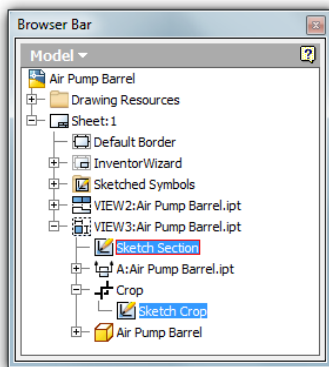 Browser Bar
Model
Air Pump Barrel
Drawing Resources
Sheet:1
Default Border
InventorWizard
Sketched Symbols
VIEW2:Air Pump Barrel.ipt
VIEW3:Air Pump Barrel.ipt
Sketch Section
A:Air Pump Barrel.ipt
Crop
Sketch Crop
Air Pump Barrel